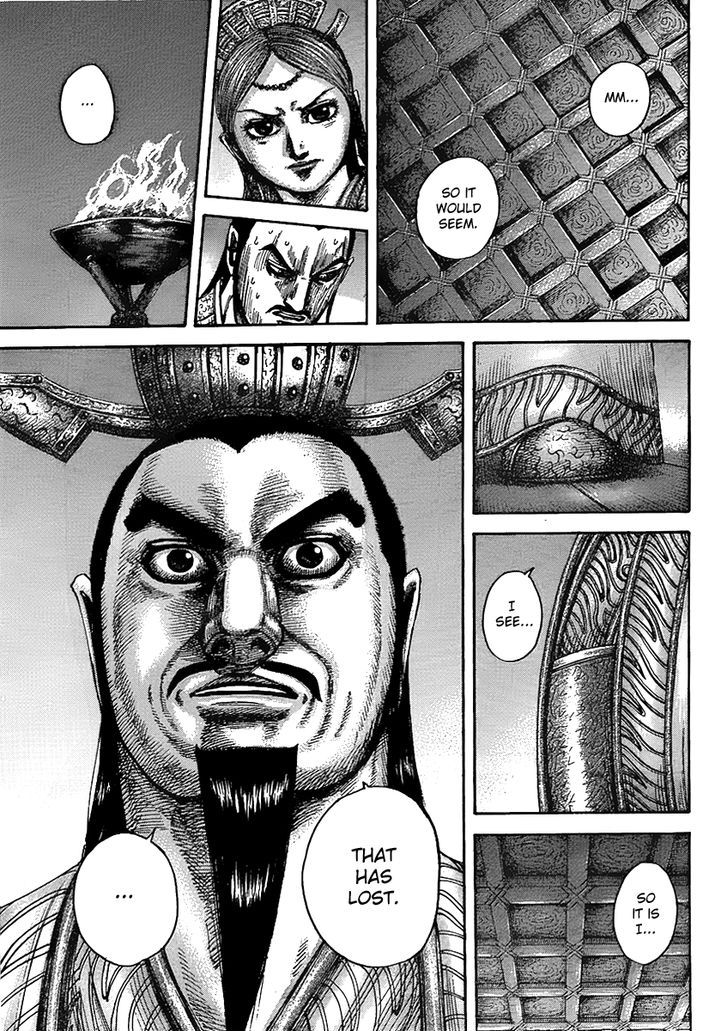 MM...
SO IT
WOULD
SEEM.
...
I
SEE...
SO
IT IS
I...
THAT
HAS
LOST.
...